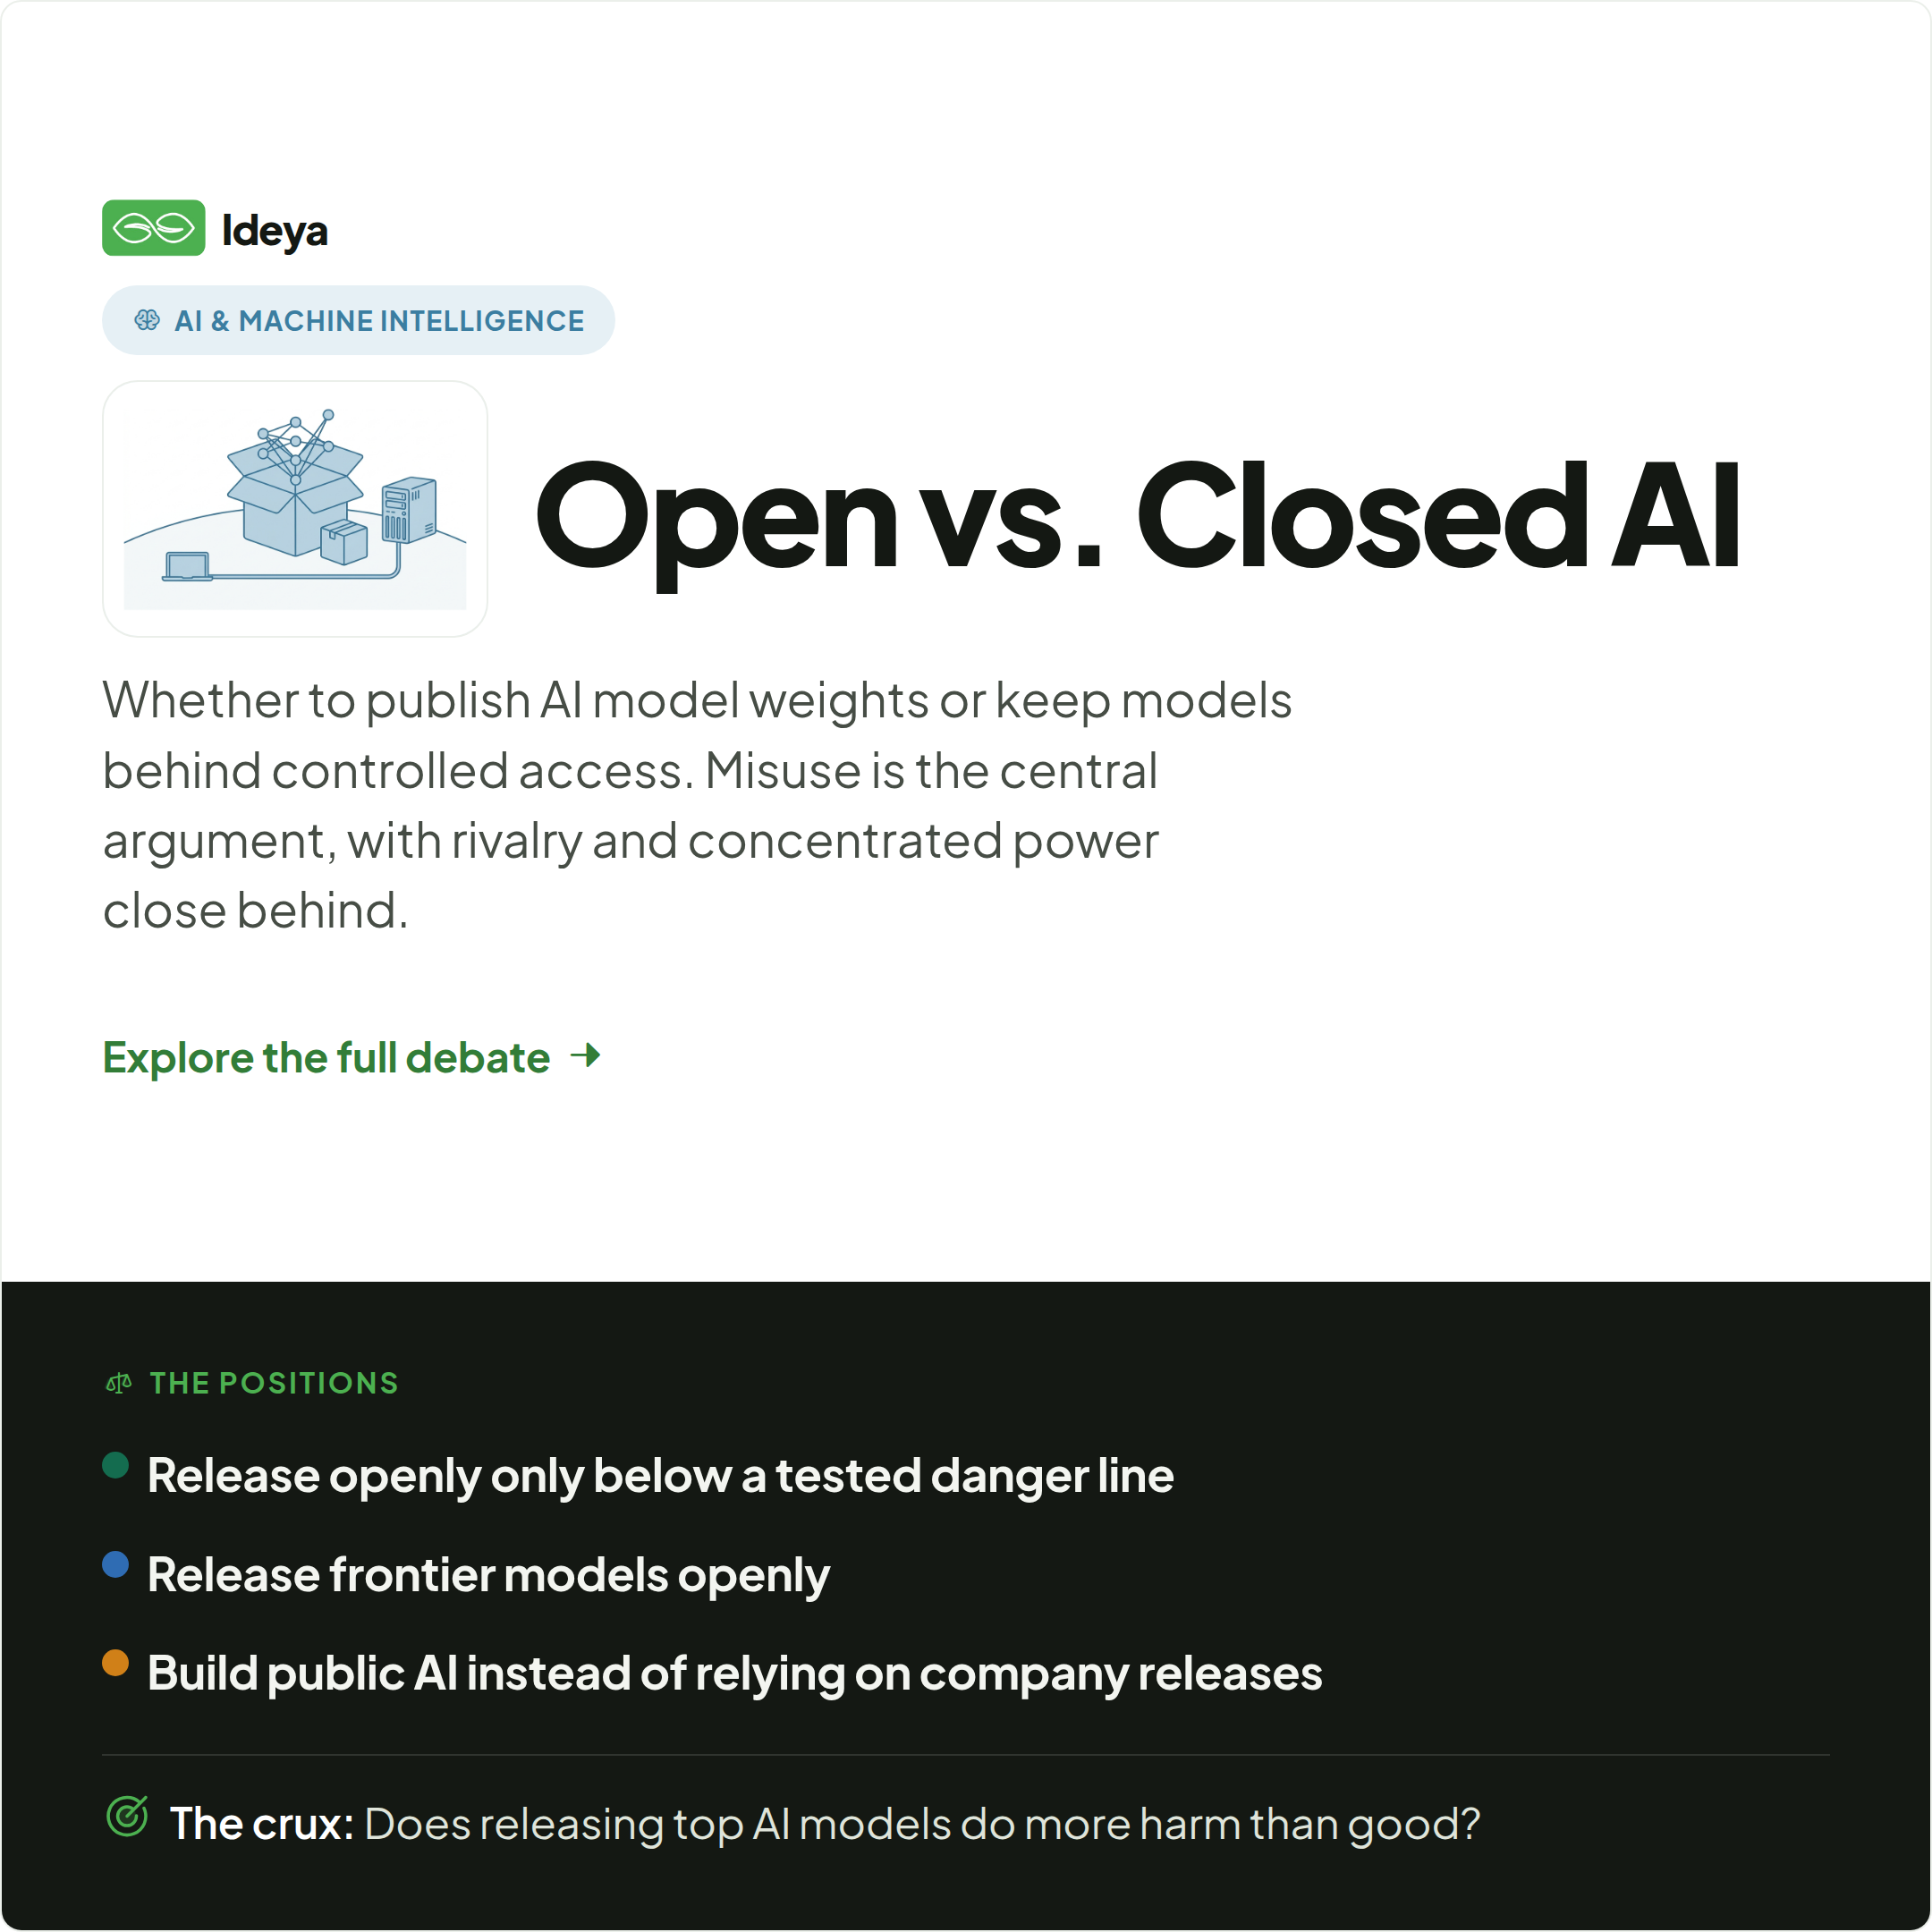 Ideya
AI & MACHINE INTELLIGENCE
Open vs. Closed AI
Whether to publish AI model weights or keep models
behind controlled access. Misuse is the central
argument, with rivalry and concentrated power
close behind.
Explore the full debate
THE POSITIONS
Release openly only below a tested danger line
Release frontier models openly
Build public AI instead of relying on company releases
The crux: Does releasing top AI models do more harm than good?